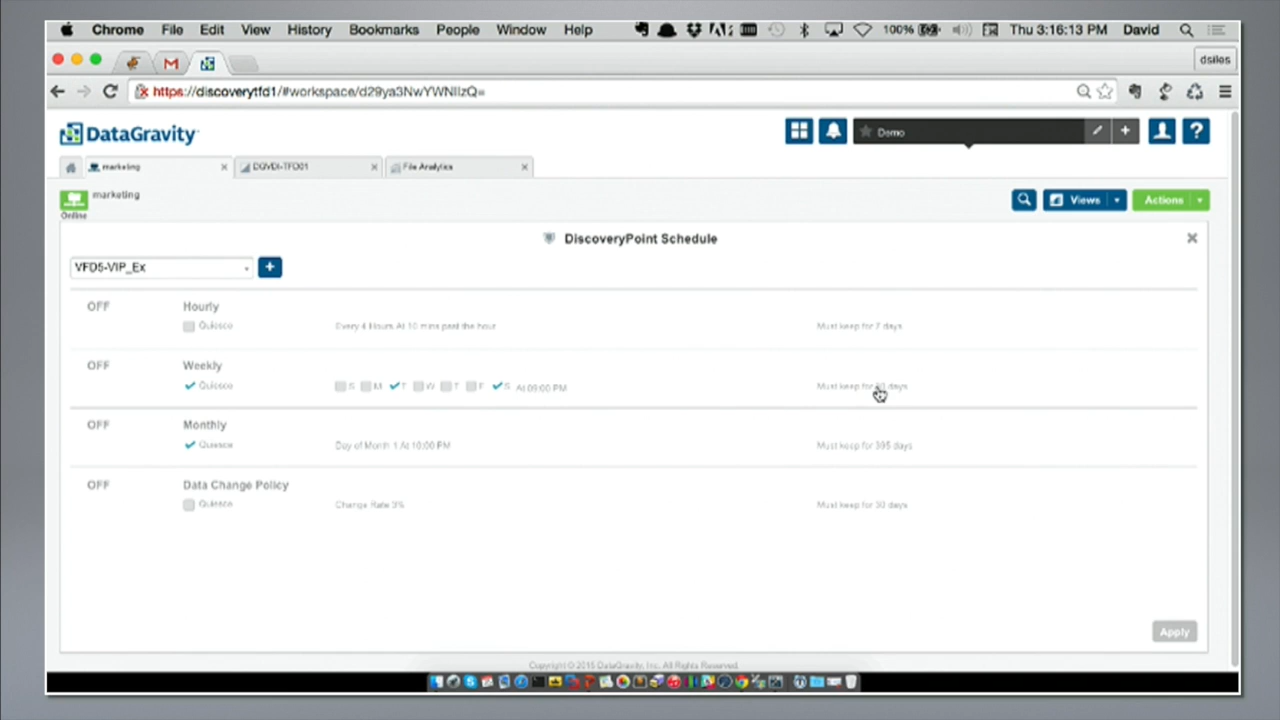 Chrome File Edit View History Bookmarks People Window Help 100% Thu 3:16:13 PM David
dsiles
https://discoverytfd1/#workspace/d29ya3NwYWNlIzQ=
DataGravity
Demo
marketing DGVDI-TFD01 File Analytics
marketing
Online
Views Actions
DiscoveryPoint Schedule
VFD5-VIP_Ex
OFF Hourly
Quiesce Every 4 Hours At 10 mins past the hour Must keep for 7 days
OFF Weekly
Quiesce S M T W T F S At 09:00 PM Must keep for days
OFF Monthly
Quiesce Day of Month 1 At 10:00 PM Must keep for 395 days
OFF Data Change Policy
Quiesce Change Rate 3% Must keep for 30 days
Apply
Copyright © 2015 DataGravity, Inc. All Rights Reserved.